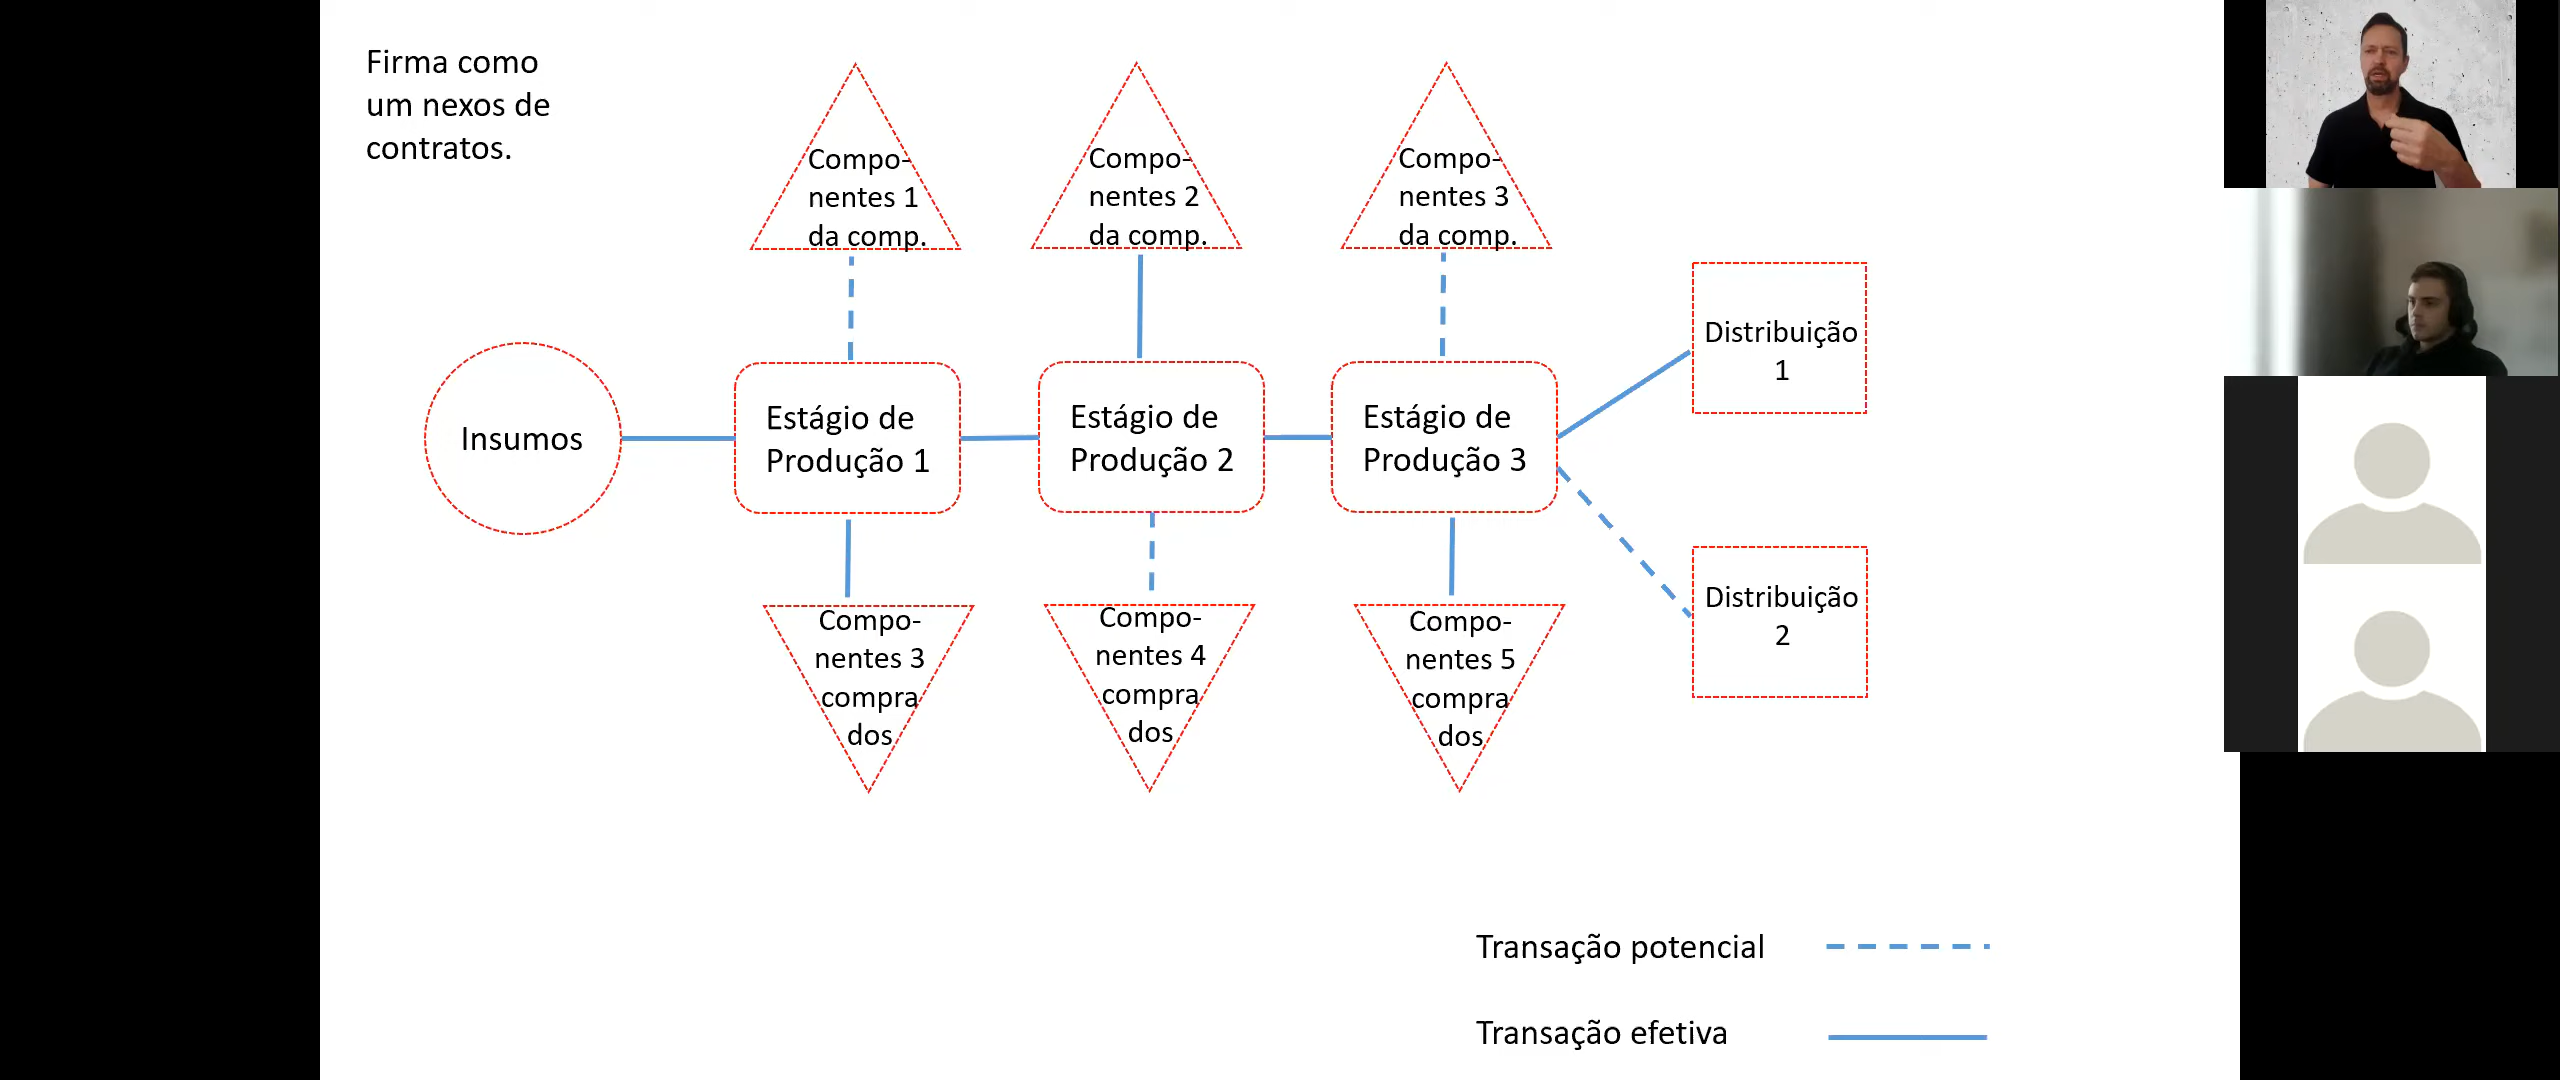 Firma como
um nexos de
contratos.
Compo-
nentes 1
da comp.
Compo-
nentes 2
da comp.
Compo-
nentes 3
da comp.
Insumos
Estágio de
Produção 1
Estágio de
Produção 2
Estágio de
Produção 3
Distribuição
1
Distribuição
2
Compo-
nentes 3
compra
dos
Compo-
nentes 4
compra
dos
Compo-
nentes 5
compra
dos
Transação potencial
Transação efetiva